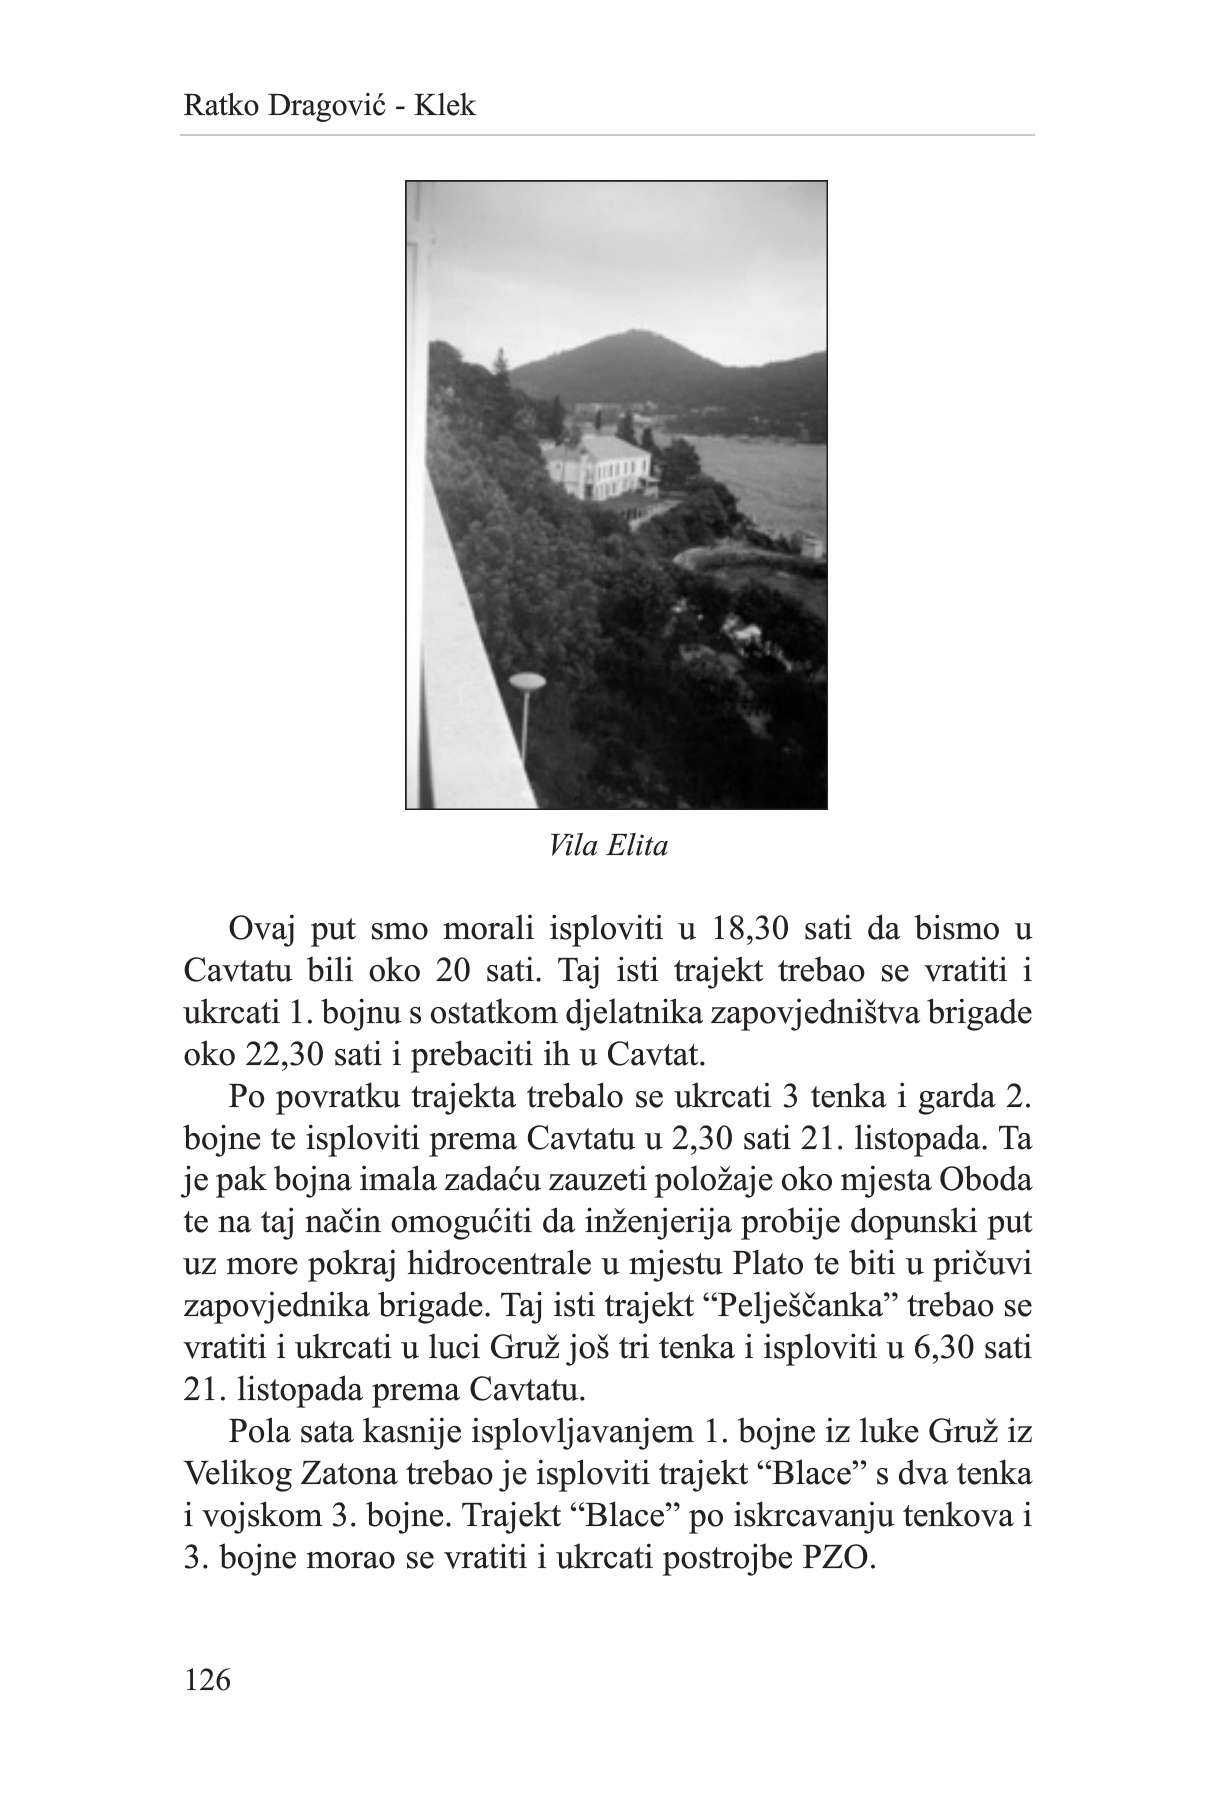 Ratko Dragović - Klek
Vila Elita
Ovaj put smo morali isploviti u 18,30 sati da bismo u
Cavtatu bili oko 20 sati. Taj isti trajekt trebao se vratiti i
ukrcati 1. bojnu s ostatkom djelatnika zapovjedništva brigade
oko 22,30 sati i prebaciti ih u Cavtat.
Po povratku trajekta trebalo se ukrcati 3 tenka i garda 2.
bojne te isploviti prema Cavtatu u 2,30 sati 21. listopada. Ta
je pak bojna imala zadaću zauzeti položaje oko mjesta Oboda
te na taj način omogućiti da inženjerija probije dopunski put
uz more pokraj hidrocentrale u mjestu Plato te biti u pričuvi
zapovjednika brigade. Taj isti trajekt “Pelješčanka” trebao se
vratiti i ukrcati u luci Gruž još tri tenka i isploviti u 6,30 sati
21. listopada prema Cavtatu.
Pola sata kasnije isplovljavanjem 1. bojne iz luke Gruž iz
Velikog Zatona trebao je isploviti trajekt “Blace” s dva tenka
i vojskom 3. bojne. Trajekt “Blace” po iskrcavanju tenkova i
3. bojne morao se vratiti i ukrcati postrojbe PZO.
126